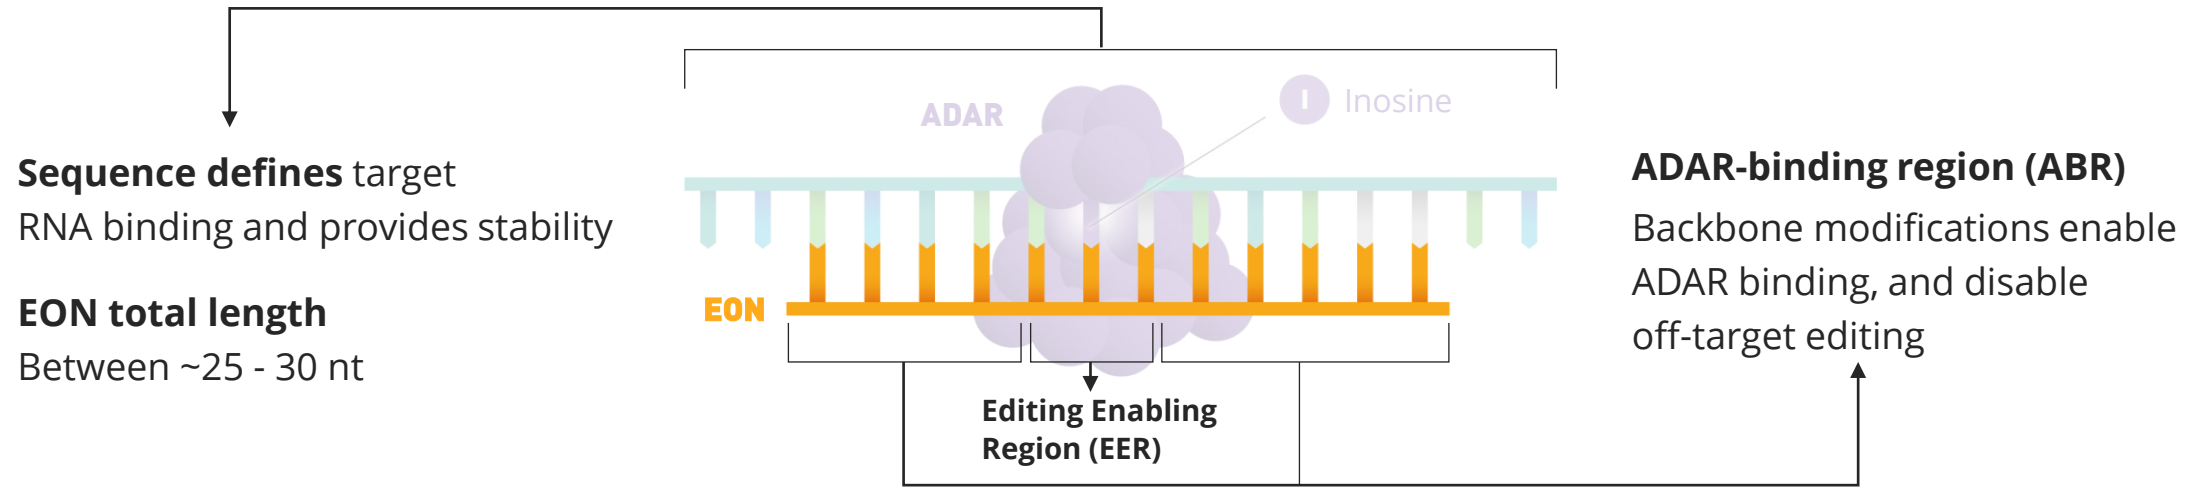 Sequence defines target
RNA binding and provides stability
EON total length
Between ~25 - 30 nt
ADAR
I
Inosine
EON
Editing Enabling
Region (EER)
ADAR-binding region (ABR)
Backbone modifications enable
ADAR binding, and disable
off-target editing